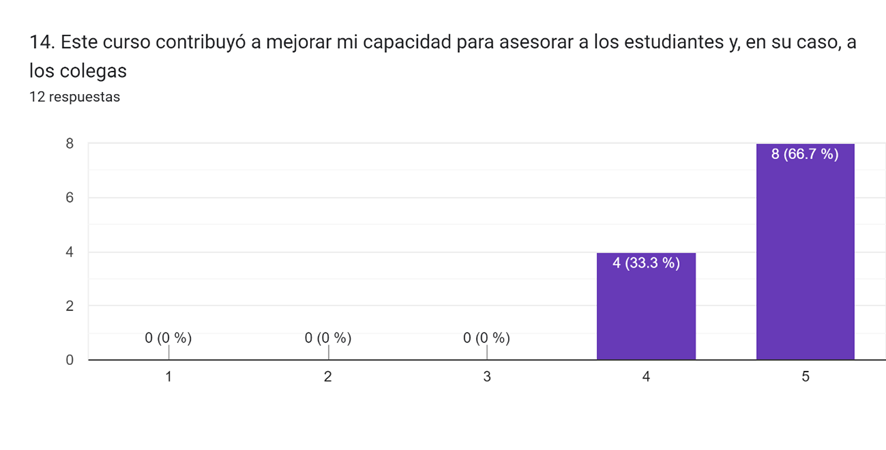 14. Este curso contribuyó a mejorar mi capacidad para asesorar a los estudiantes y, en su caso, a
los colegas
12 respuestas
8
8 (66.7 %)
6
4
4 (33.3 %)
2
0 (0 %) 0 (0 %) 0 (0 %)
0
1 2 3 4 5